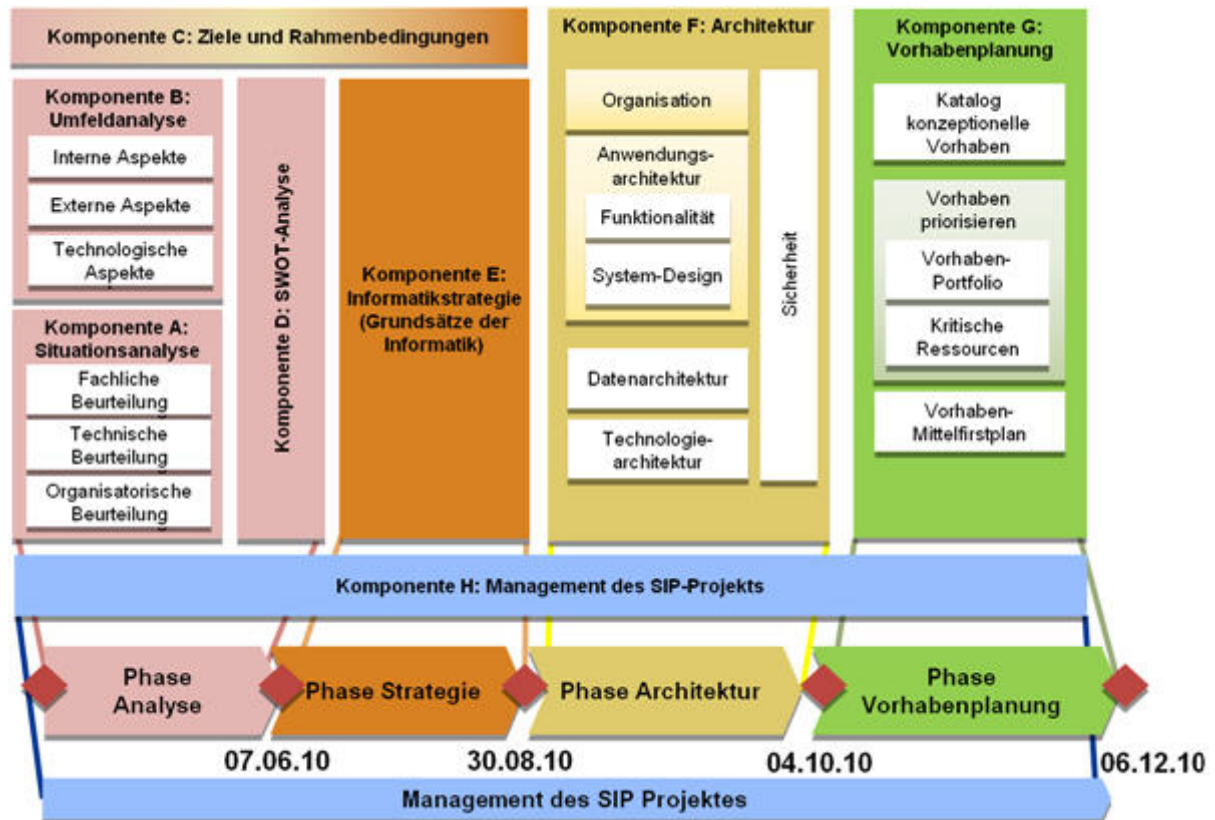 Komponente C: Ziele und Rahmenbedingungen
Komponente B:
Umfeldanalyse
Interne Aspekte
Externe Aspekte
Technologische
Aspekte
Komponente A:
Situationsanalyse
Fachliche
Beurteilung
Technische
Beurteilung
Organisatorische
Beurteilung
Komponente D: SWOT-Analyse
Komponente E:
Informatikstrategie
(Grundsätze der
Informatik)
Komponente F: Architektur
Organisation
Anwendungs-
architektur
Funktionalität
System-Design
Datenarchitektur
Technologie-
architektur
Sicherheit
Komponente G:
Vorhabenplanung
Katalog
konzeptionelle
Vorhaben
Vorhaben
priorisieren
Vorhaben-
Portfolio
Kritische
Ressourcen
Vorhaben-
Mittelfirstplan
Komponente H: Management des SIP-Projekts
Phase
Analyse
Phase Strategie
Phase Architektur
Phase
Vorhabenplanung
07.06.10
30.08.10
04.10.10
06.12.10
Management des SIP Projektes